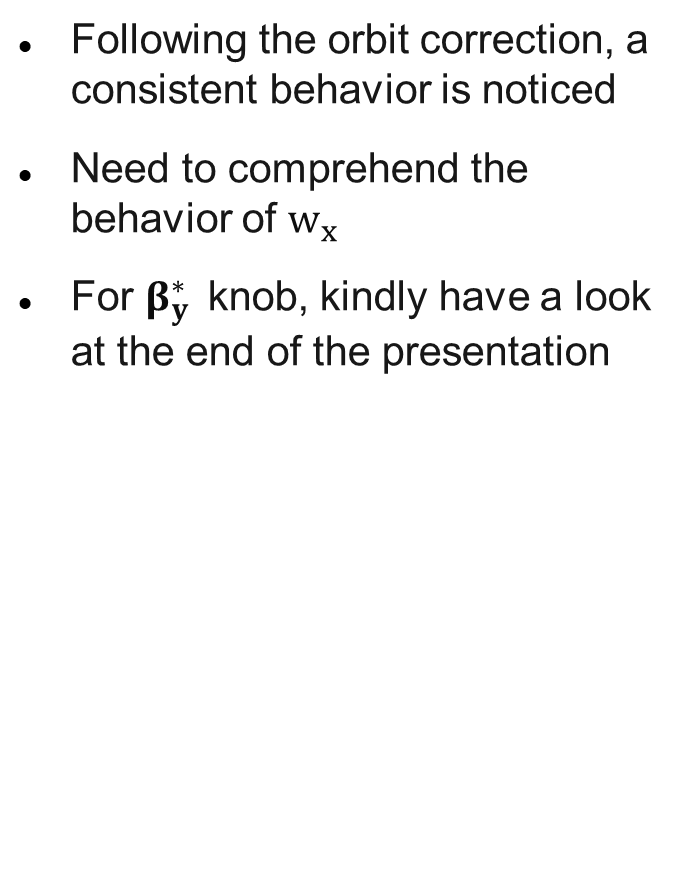 • Following the orbit correction, a
consistent behavior is noticed
• Need to comprehend the
behavior of wₓ
• For β*y knob, kindly have a look
at the end of the presentation